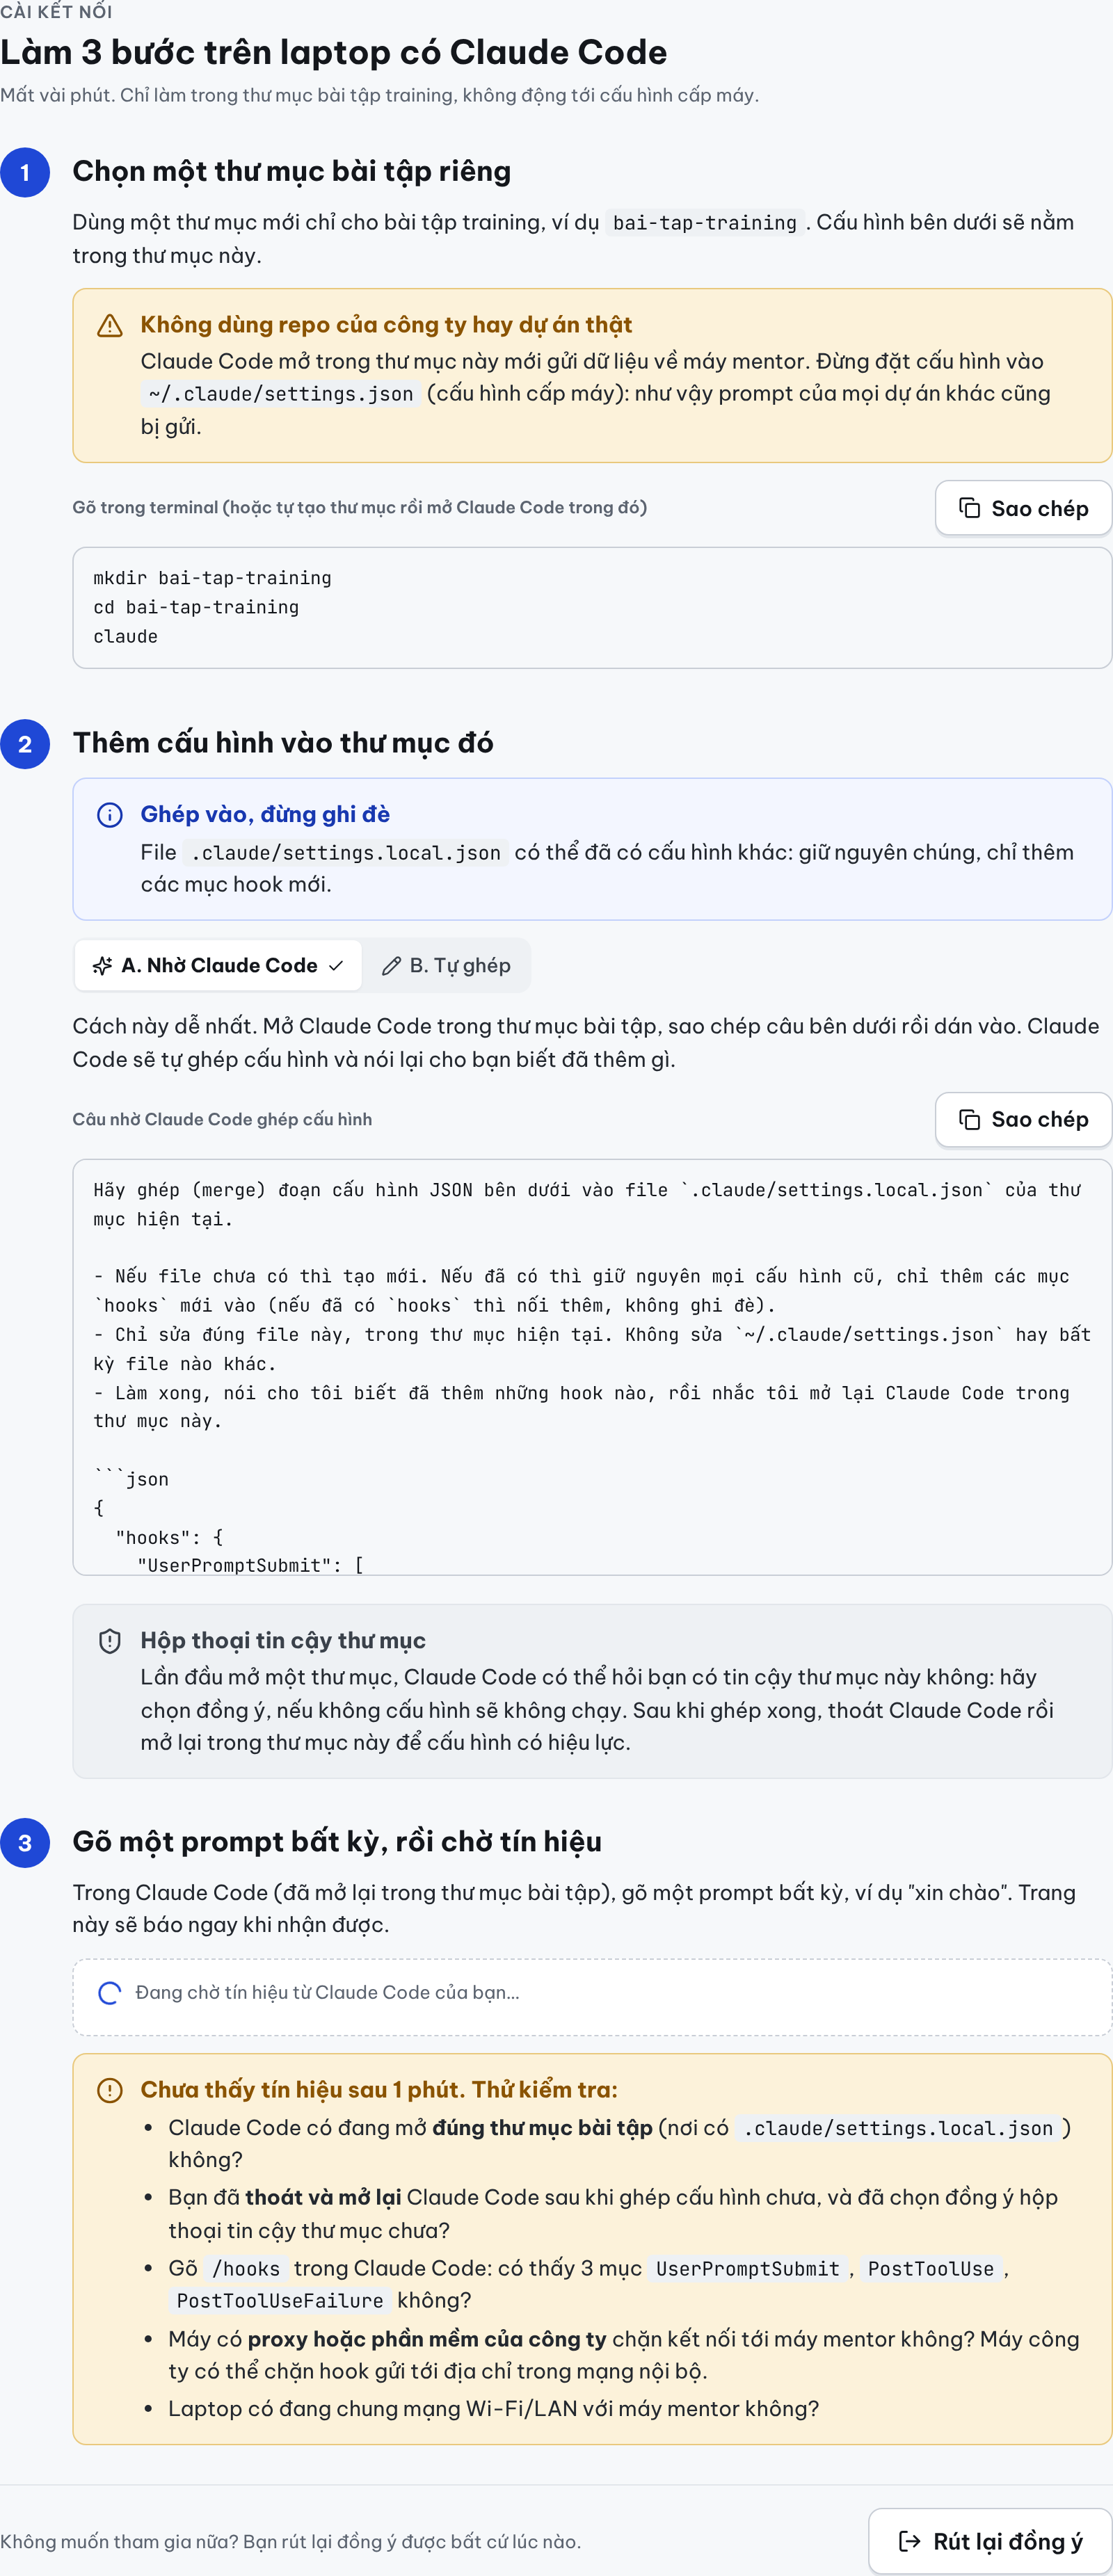 CÀI KẾT NỐI
Làm 3 bước trên laptop có Claude Code
Mất vài phút. Chỉ làm trong thư mục bài tập training, không động tới cấu hình cấp máy.
1
Chọn một thư mục bài tập riêng
Dùng một thư mục mới chỉ cho bài tập training, ví dụ bai-tap-training. Cấu hình bên dưới sẽ nằm
trong thư mục này.
Không dùng repo của công ty hay dự án thật
Claude Code mở trong thư mục này mới gửi dữ liệu về máy mentor. Đừng đặt cấu hình vào
~/.claude/settings.json (cấu hình cấp máy): như vậy prompt của mọi dự án khác cũng
bị gửi.
Gõ trong terminal (hoặc tự tạo thư mục rồi mở Claude Code trong đó)
Sao chép
mkdir bai-tap-training
cd bai-tap-training
claude
2
Thêm cấu hình vào thư mục đó
Ghép vào, đừng ghi đè
File .claude/settings.local.json có thể đã có cấu hình khác: giữ nguyên chúng, chỉ thêm
các mục hook mới.
A. Nhờ Claude Code
B. Tự ghép
Cách này dễ nhất. Mở Claude Code trong thư mục bài tập, sao chép câu bên dưới rồi dán vào. Claude
Code sẽ tự ghép cấu hình và nói lại cho bạn biết đã thêm gì.
Câu nhờ Claude Code ghép cấu hình
Sao chép
Hãy ghép (merge) đoạn cấu hình JSON bên dưới vào file `.claude/settings.local.json` của thư
mục hiện tại.
- Nếu file chưa có thì tạo mới. Nếu đã có thì giữ nguyên mọi cấu hình cũ, chỉ thêm các mục
`hooks` mới vào (nếu đã có `hooks` thì nối thêm, không ghi đè).
- Chỉ sửa đúng file này, trong thư mục hiện tại. Không sửa `~/.claude/settings.json` hay bất
kỳ file nào khác.
- Làm xong, nói cho tôi biết đã thêm những hook nào, rồi nhắc tôi mở lại Claude Code trong
thư mục này.
```json
{
"hooks": {
"UserPromptSubmit": [
Hộp thoại tin cậy thư mục
Lần đầu mở một thư mục, Claude Code có thể hỏi bạn có tin cậy thư mục này không: hãy
chọn đồng ý, nếu không cấu hình sẽ không chạy. Sau khi ghép xong, thoát Claude Code rồi
mở lại trong thư mục này để cấu hình có hiệu lực.
3
Gõ một prompt bất kỳ, rồi chờ tín hiệu
Trong Claude Code (đã mở lại trong thư mục bài tập), gõ một prompt bất kỳ, ví dụ "xin chào". Trang
này sẽ báo ngay khi nhận được.
Đang chờ tín hiệu từ Claude Code của bạn...
Chưa thấy tín hiệu sau 1 phút. Thử kiểm tra:
• Claude Code có đang mở đúng thư mục bài tập (nơi có .claude/settings.local.json)
không?
• Bạn đã thoát và mở lại Claude Code sau khi ghép cấu hình chưa, và đã chọn đồng ý hộp
thoại tin cậy thư mục chưa?
• Gõ /hooks trong Claude Code: có thấy 3 mục UserPromptSubmit, PostToolUse,
PostToolUseFailure không?
• Máy có proxy hoặc phần mềm của công ty chặn kết nối tới máy mentor không? Máy công
ty có thể chặn hook gửi tới địa chỉ trong mạng nội bộ.
• Laptop có đang chung mạng Wi-Fi/LAN với máy mentor không?
Không muốn tham gia nữa? Bạn rút lại đồng ý được bất cứ lúc nào.
Rút lại đồng ý